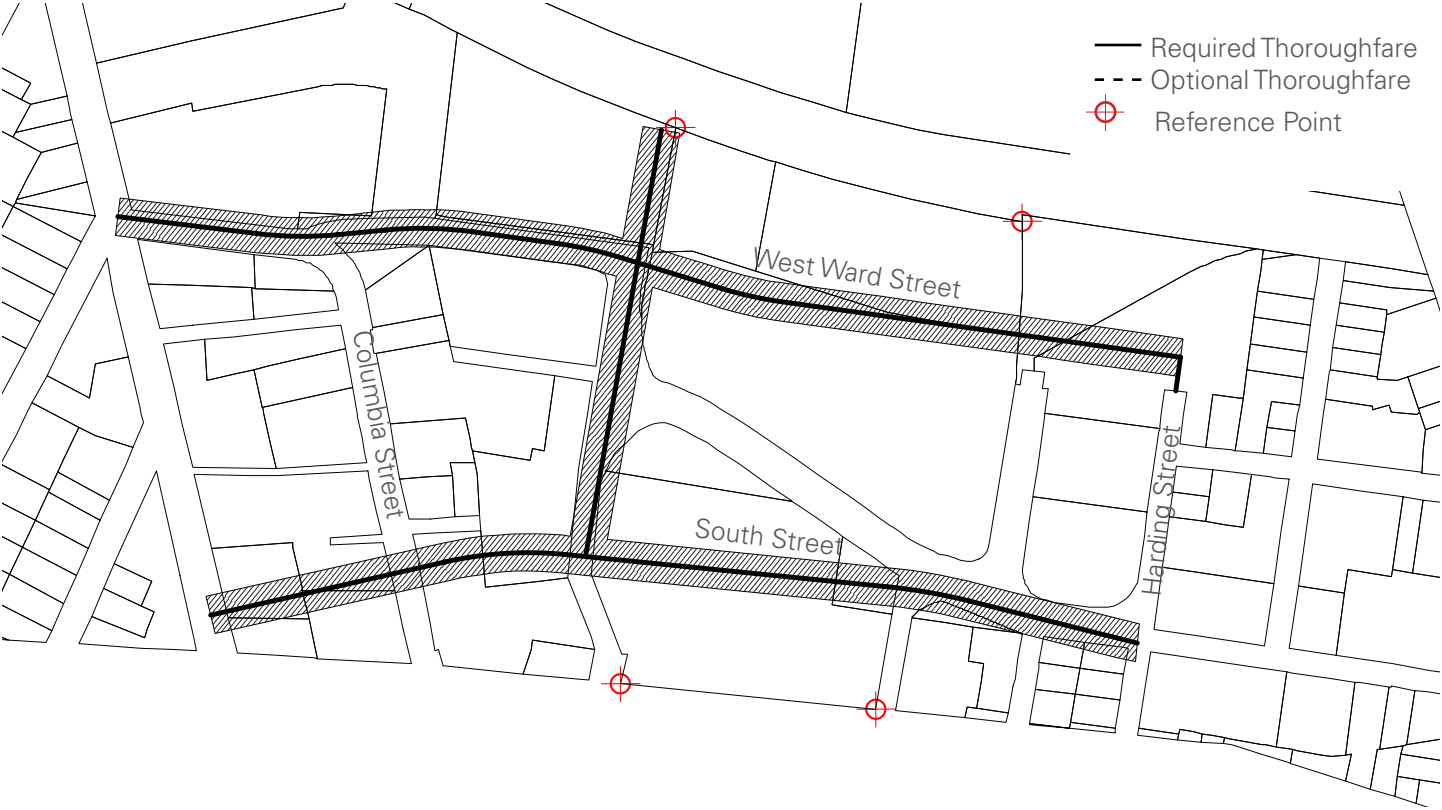 Required Thoroughfare
Optional Thoroughfare
Reference Point
West Ward Street
Columbia Street
Harding Street
South Street